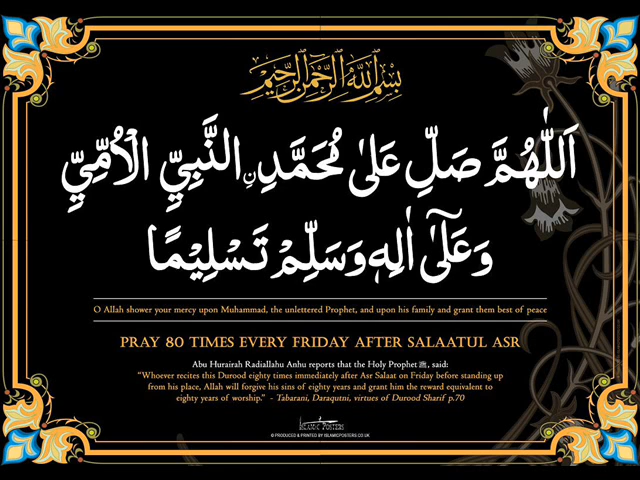 بِسْمِ اللهِ الرَّحْمٰنِ الرَّحِيْمِ
اَللّٰهُمَّ صَلِّ عَلىٰ مُحَمَّدِنِ النَّبِيِّ الْاُمِّيِّ
وَعَلىٰٓ اٰلِهٖ وَسَلِّمْ تَسْلِيْمًا
O Allah shower your mercy upon Muhammad, the unlettered Prophet, and upon his family and grant them best of peace
PRAY 80 TIMES EVERY FRIDAY AFTER SALAATUL ASR
Abu Hurairah Radiallahu Anhu reports that the Holy Prophet ﷺ, said:
“Whoever recites this Durood eighty times immediately after Asr Salaat on Friday before standing up
from his place, Allah will forgive his sins of eighty years and grant him the reward equivalent to
eighty years of worship.” - Tabarani, Daraqutni, virtues of Durood Sharif p.70
ISLAMIC POSTERS
© PRODUCED & PRINTED BY ISLAMICPOSTERS.CO.UK